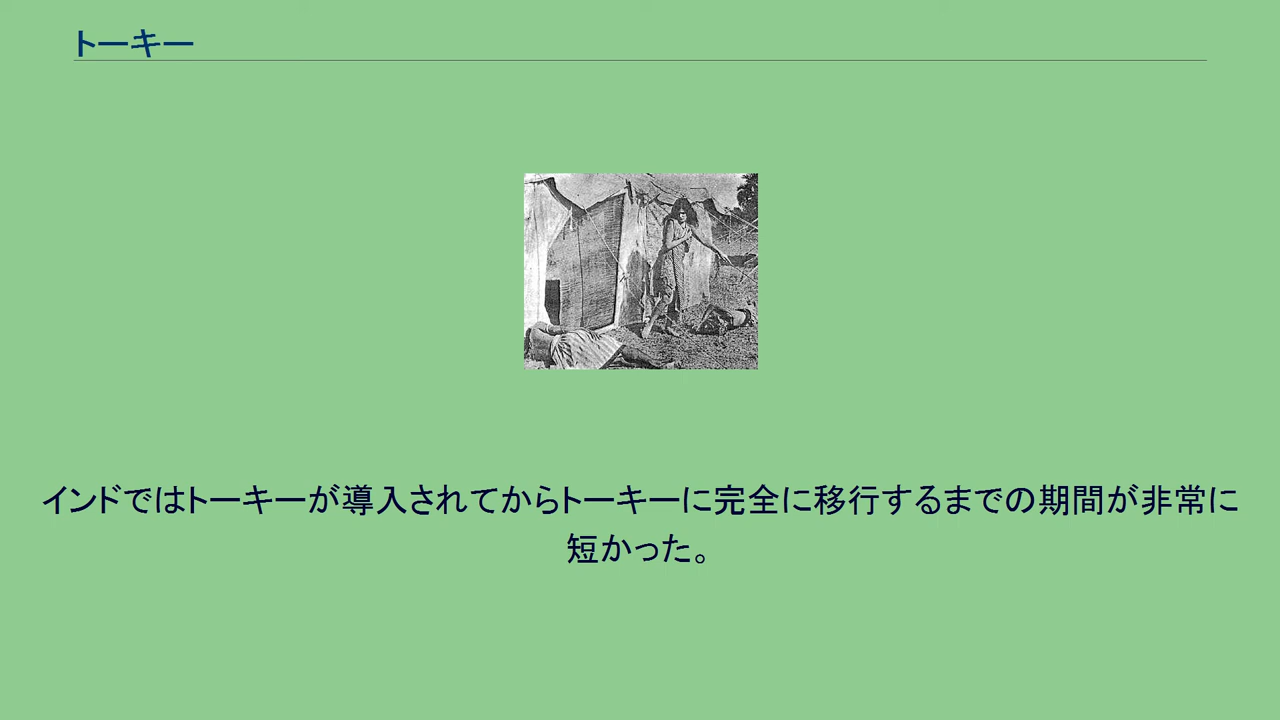 トーキー
インドではトーキーが導入されてからトーキーに完全に移行するまでの期間が非常に
短かった。